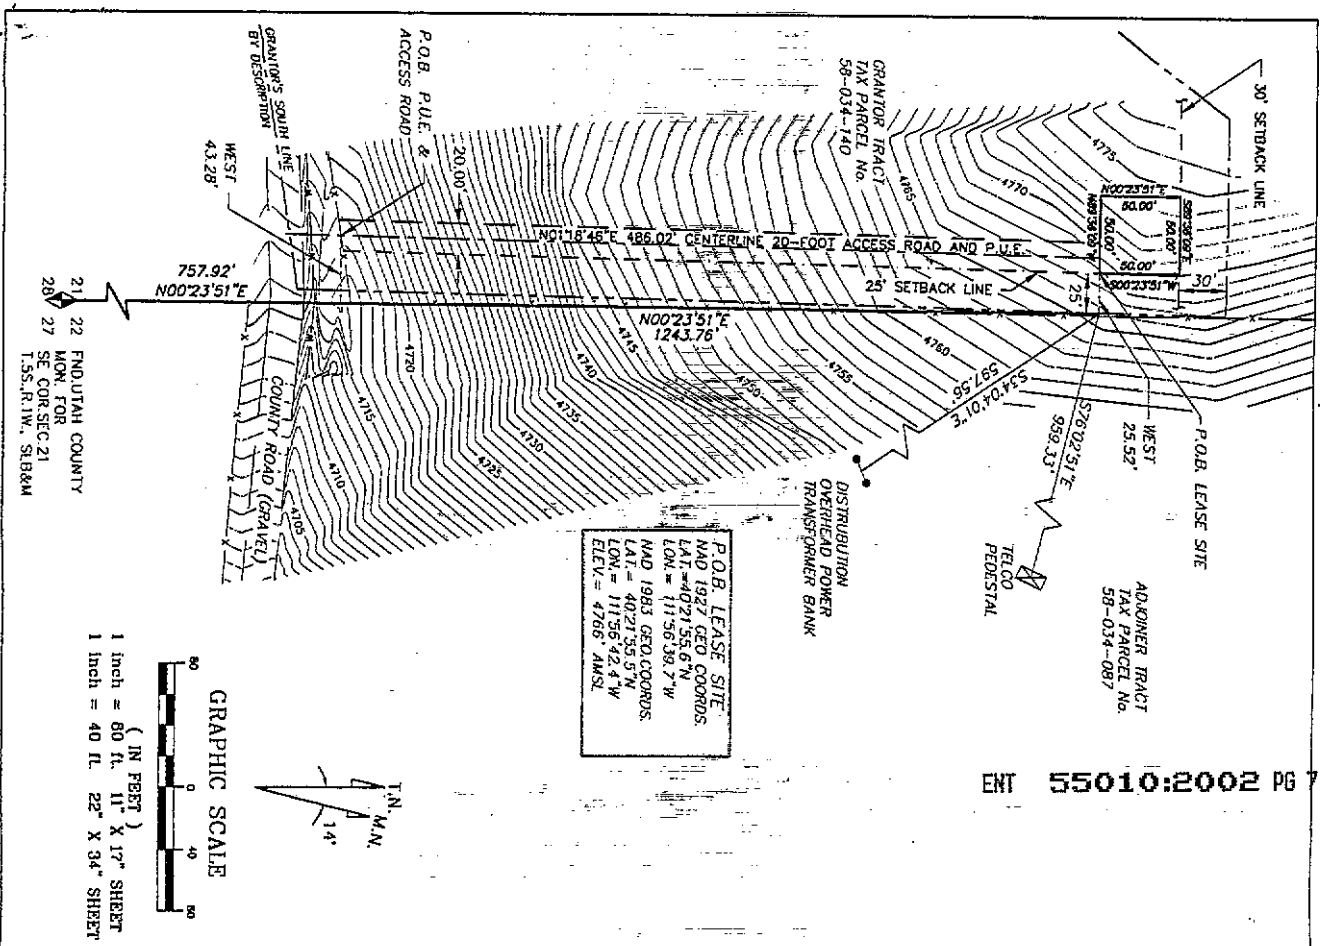 30' SETBACK LINE
P.O.B. P.U.E. &
ACCESS ROAD
GRANTOR'S SOUTH LINE
BY DESCRIPTION
GRANTOR TRACT
TAX PARCEL No.
58-034-140
WEST
43.28'
20.00'
4765
4770
4775
N00°23'51"E
50.00'
S89°36'09"E
50.00'
N89°36'09"W
50.00'
50.00'
S00°23'51"W
30'
N01°18'46"E 486.02' CENTERLINE 20-FOOT ACCESS ROAD AND P.U.E.
25' SETBACK LINE
25'
757.92'
N00°23'51"E
N00°23'51"E
1243.76'
21 22
28 27
FND.UTAH COUNTY
MON. FOR
SE COR.SEC.21
T.5S.,R.1W., SLB&M
COUNTY ROAD (GRAVEL)
4705
4710
4715
4720
4725
4730
4735
4740
4745
4750
4755
4760
S34°04'01"E
597.56'
S76°02'51"E
959.33'
WEST
25.52'
P.O.B. LEASE SITE
DISTRUBUTION
OVERHEAD POWER
TRANSFORMER BANK
TELCO
PEDESTAL
ADJOINER TRACT
TAX PARCEL No.
58-034-087
P.O.B. LEASE SITE
NAD 1927 GEO COORDS.
LAT.=40°21'55.6"N
LON.= 111°56'39.7"W
NAD 1983 GEO.COORDS.
LAT.= 40°21'55.5"N
LON.= 111°56'42.4"W
ELEV.= 4766' AMSL
ENT 55010:2002 PG 7
T.N.
M.N.
14°
GRAPHIC SCALE
80 0 40 80
( IN FEET )
1 inch = 80 ft. 11" X 17" SHEET
1 inch = 40 ft. 22" X 34" SHEET